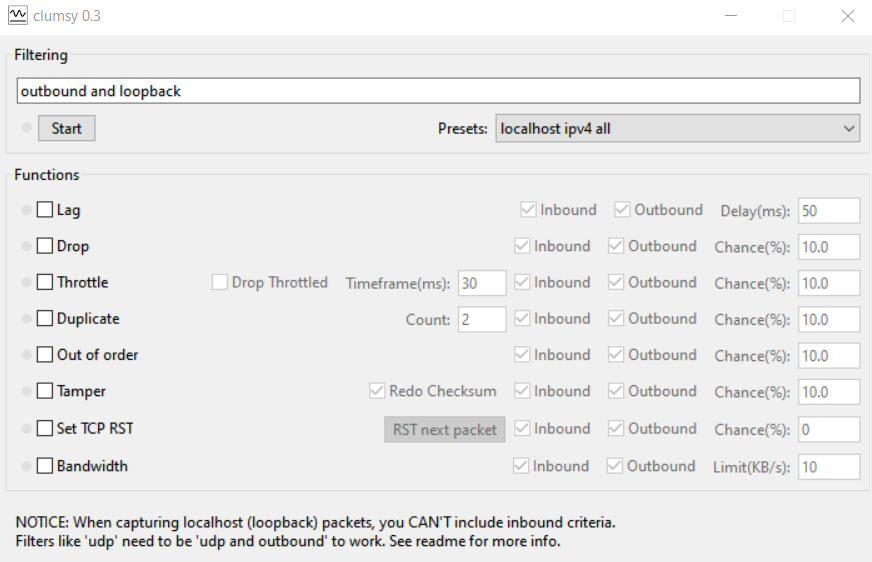 clumsy 0.3
Filtering
outbound and loopback
Start Presets: localhost ipv4 all
Functions
Lag Inbound Outbound Delay(ms): 50
Drop Inbound Outbound Chance(%): 10.0
Throttle Drop Throttled Timeframe(ms): 30 Inbound Outbound Chance(%): 10.0
Duplicate Count: 2 Inbound Outbound Chance(%): 10.0
Out of order Inbound Outbound Chance(%): 10.0
Tamper Redo Checksum Inbound Outbound Chance(%): 10.0
Set TCP RST RST next packet Inbound Outbound Chance(%): 0
Bandwidth Inbound Outbound Limit(KB/s): 10
NOTICE: When capturing localhost (loopback) packets, you CAN'T include inbound criteria.
Filters like 'udp' need to be 'udp and outbound' to work. See readme for more info.